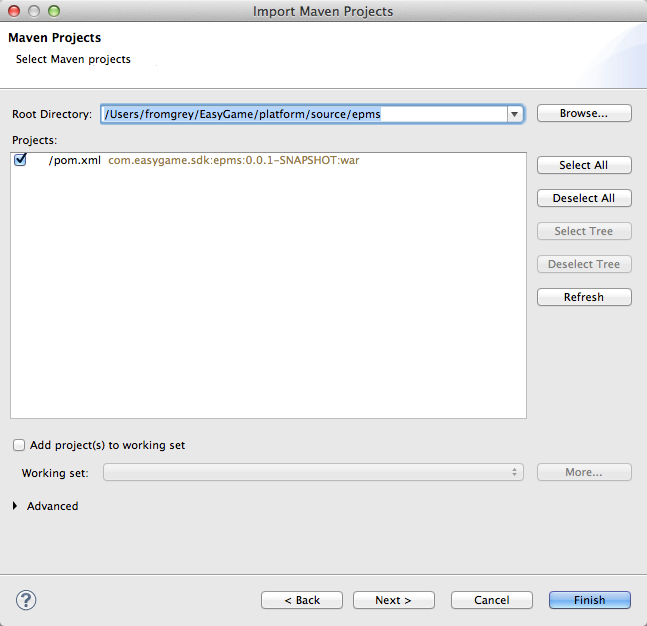 Import Maven Projects
Maven Projects
Select Maven projects
Root Directory: /Users/fromgrey/EasyGame/platform/source/epms Browse...
Projects:
/pom.xml com.easygame.sdk:epms:0.0.1-SNAPSHOT:war
Select All
Deselect All
Select Tree
Deselect Tree
Refresh
Add project(s) to working set
Working set: More...
Advanced
? < Back Next > Cancel Finish